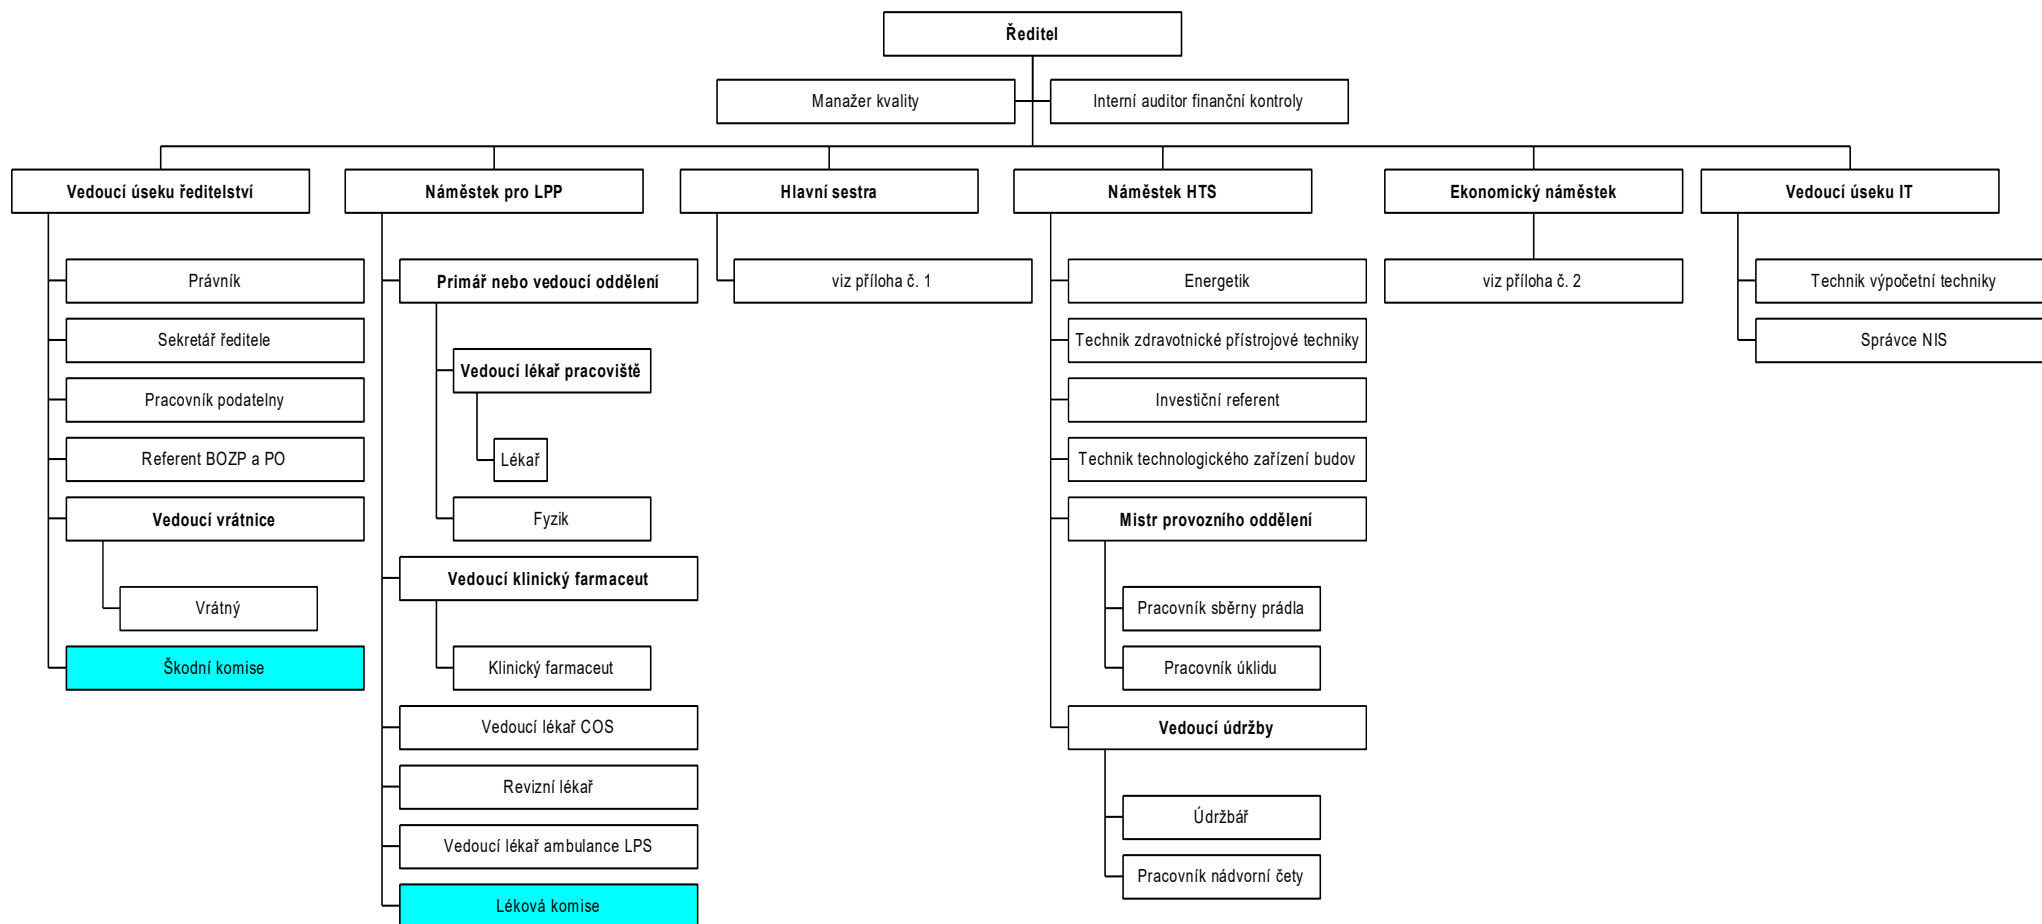 Ředitel
Manažer kvality
Interní auditor finanční kontroly
Vedoucí úseku ředitelství
Náměstek pro LPP
Hlavní sestra
Náměstek HTS
Ekonomický náměstek
Vedoucí úseku IT
Právník
Sekretář ředitele
Pracovník podatelny
Referent BOZP a PO
Vedoucí vrátnice
Vrátný
Škodní komise
Primář nebo vedoucí oddělení
Vedoucí lékař pracoviště
Lékař
Fyzik
Vedoucí klinický farmaceut
Klinický farmaceut
Vedoucí lékař COS
Revizní lékař
Vedoucí lékař ambulance LPS
Léková komise
viz příloha č. 1
Energetik
Technik zdravotnické přístrojové techniky
Investiční referent
Technik technologického zařízení budov
Mistr provozního oddělení
Pracovník sběrny prádla
Pracovník úklidu
Vedoucí údržby
Údržbář
Pracovník nádvorní čety
viz příloha č. 2
Technik výpočetní techniky
Správce NIS